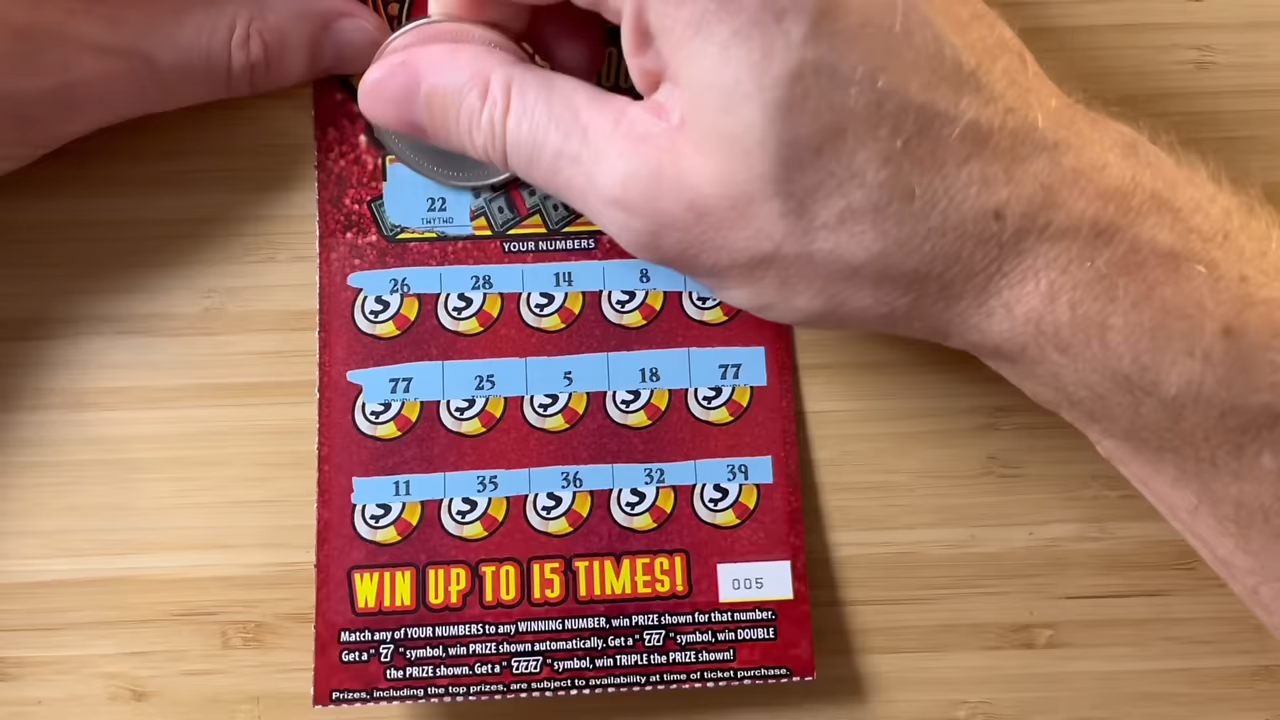 22
TWYTWO
YOUR NUMBERS
26 28 14 8
77 25 5 18 77
11 35 36 32 39
WIN UP TO 15 TIMES!
005
Match any of YOUR NUMBERS to any WINNING NUMBER, win PRIZE shown for that number.
Get a "7" symbol, win PRIZE shown automatically. Get a "77" symbol, win DOUBLE
the PRIZE shown. Get a "777" symbol, win TRIPLE the PRIZE shown!
Prizes, including the top prizes, are subject to availability at time of ticket purchase.